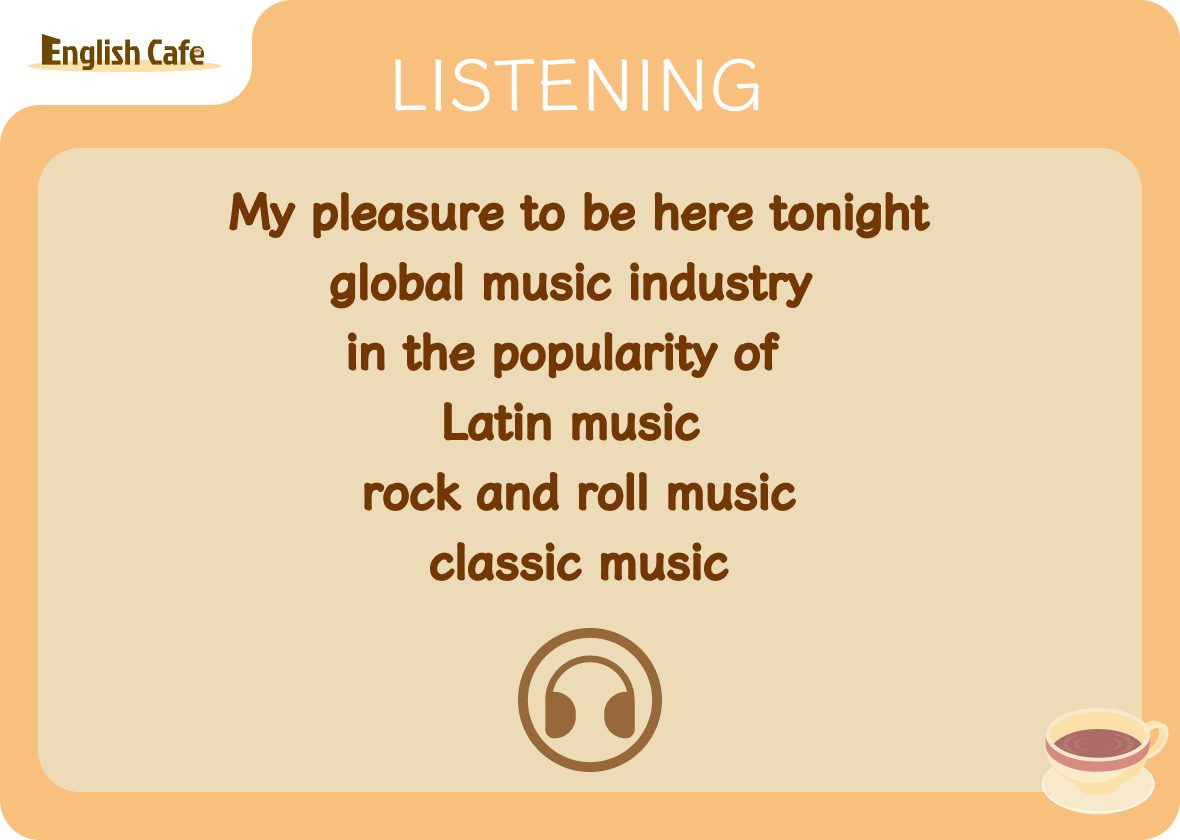 English Cafe
LISTENING
My pleasure to be here tonight
global music industry
in the popularity of
Latin music
rock and roll music
classic music